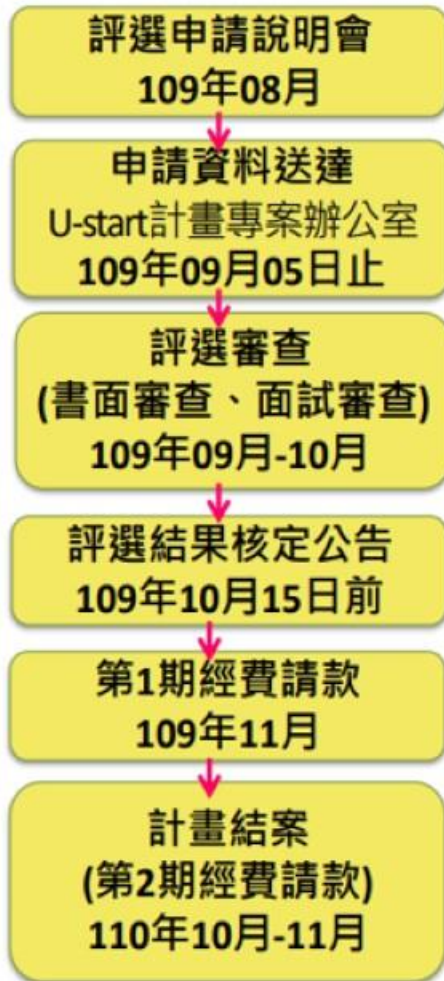 評選申請說明會
109年08月
申請資料送達
U-start計畫專案辦公室
109年09月05日止
評選審查
(書面審查、面試審查)
109年09月-10月
評選結果核定公告
109年10月15日前
第1期經費請款
109年11月
計畫結案
(第2期經費請款)
110年10月-11月